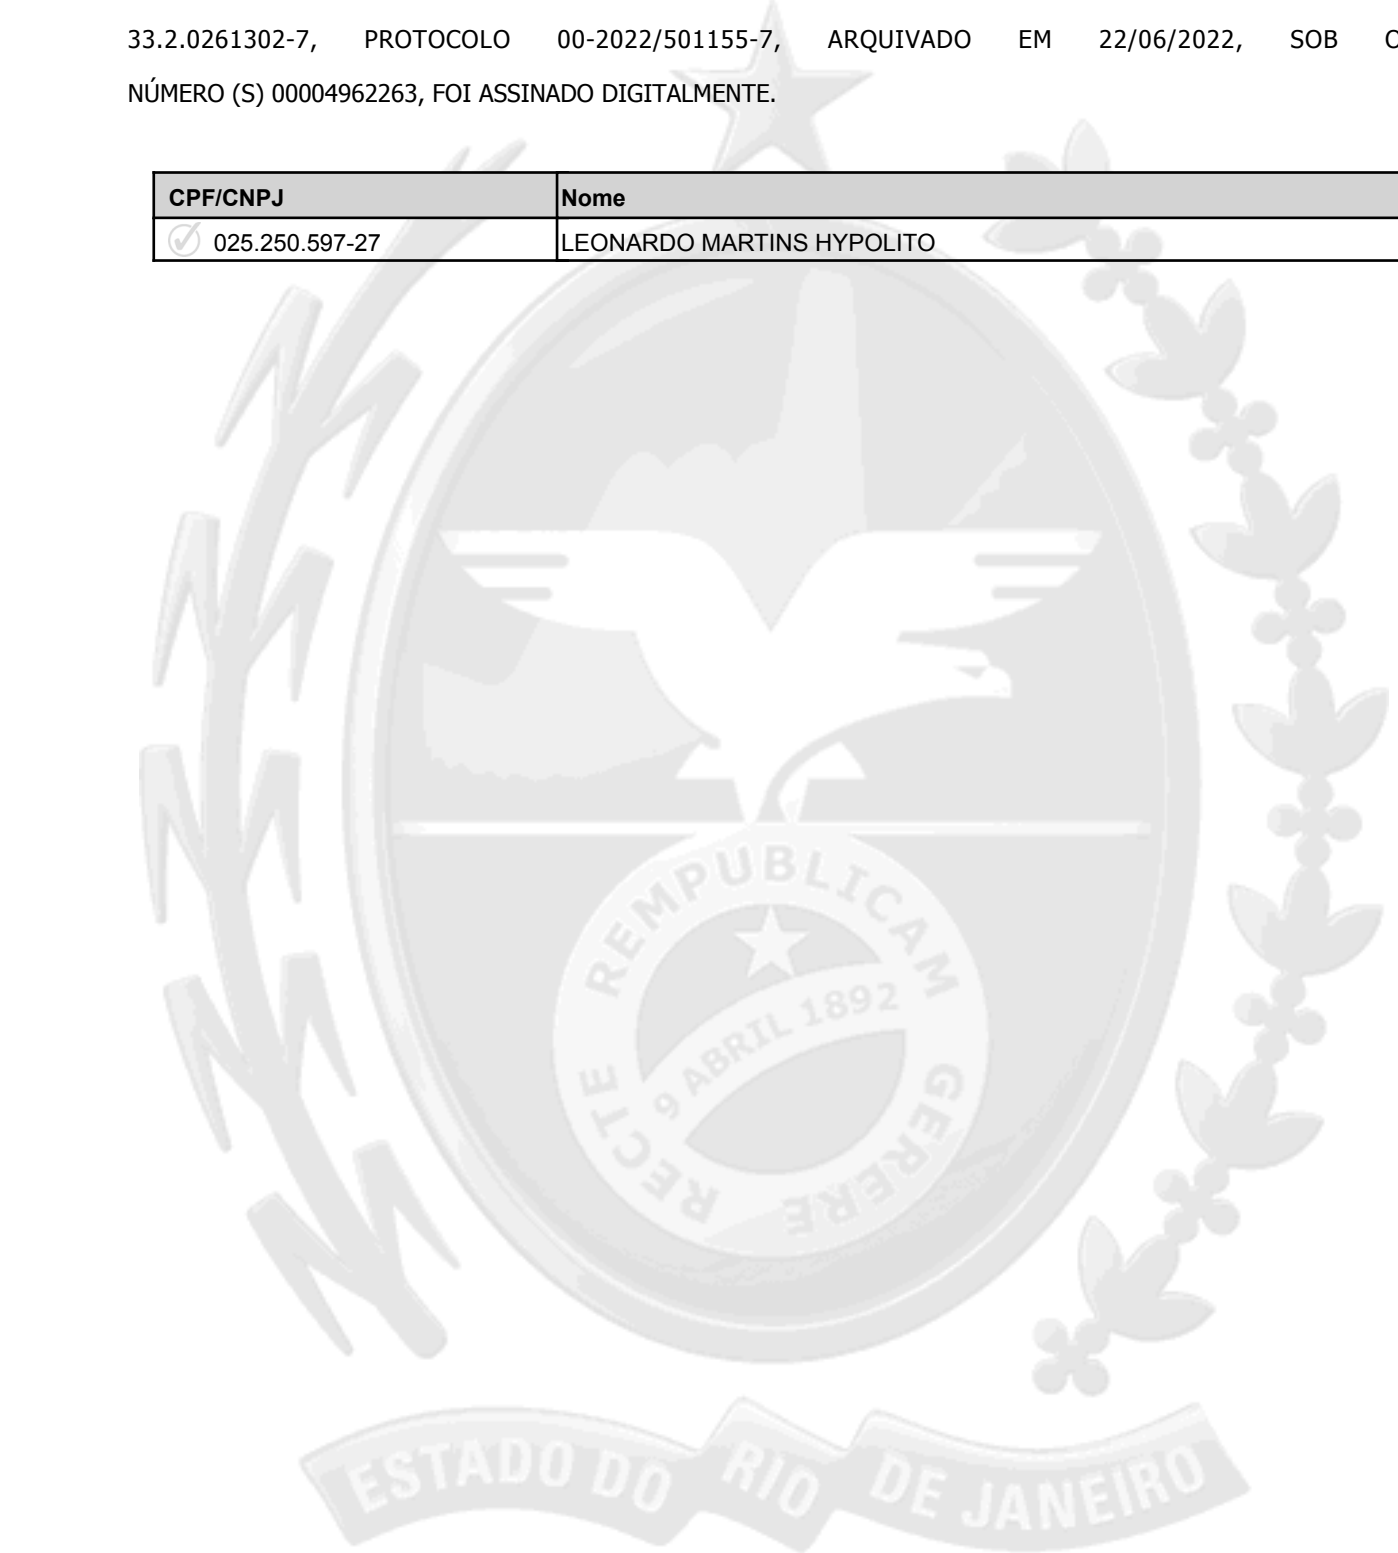 33.2.0261302-7, PROTOCOLO 00-2022/501155-7, ARQUIVADO EM 22/06/2022, SOB
NÚMERO (S) 00004962263, FOI ASSINADO DIGITALMENTE.
CPF/CNPJ Nome
025.250.597-27 LEONARDO MARTINS HYPOLITO
RECTE REMPUBLICAM GERERE
9 ABRIL 1892
ESTADO DO RIO DE JANEIRO